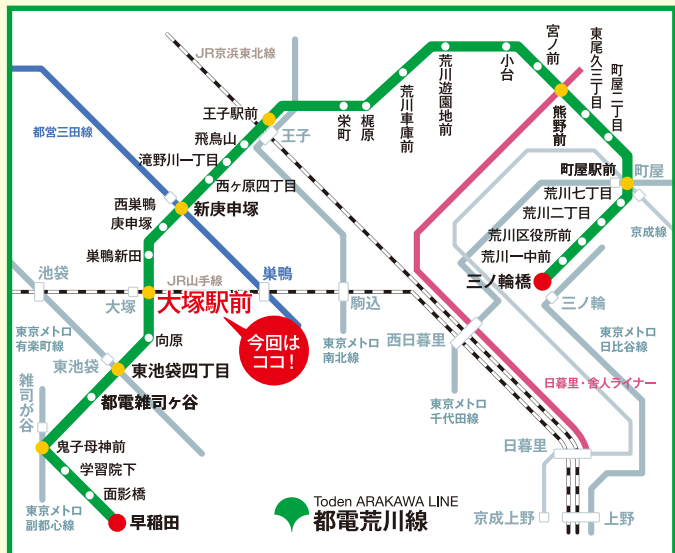 JR京浜東北線
宮ノ前
東尾久三丁目
町屋二丁目
小台
荒川遊園地前
荒川車庫前
熊野前
王子駅前
栄町
梶原
王子
都営三田線
飛鳥山
滝野川一丁目
西ヶ原四丁目
町屋駅前
町屋
荒川七丁目
西巣鴨
新庚申塚
庚申塚
荒川二丁目
京成線
荒川区役所前
巣鴨新田
荒川一中前
池袋
JR山手線
巣鴨
三ノ輪橋
大塚
大塚駅前
駒込
三ノ輪
東京メトロ
有楽町線
向原
今回は
ココ!
東京メトロ
南北線
西日暮里
東京メトロ
日比谷線
東池袋
東池袋四丁目
日暮里・舎人ライナー
雑司が谷
都電雑司ヶ谷
東京メトロ
千代田線
鬼子母神前
日暮里
学習院下
面影橋
東京メトロ
副都心線
早稲田
Toden ARAKAWA LINE
都電荒川線
京成上野
上野